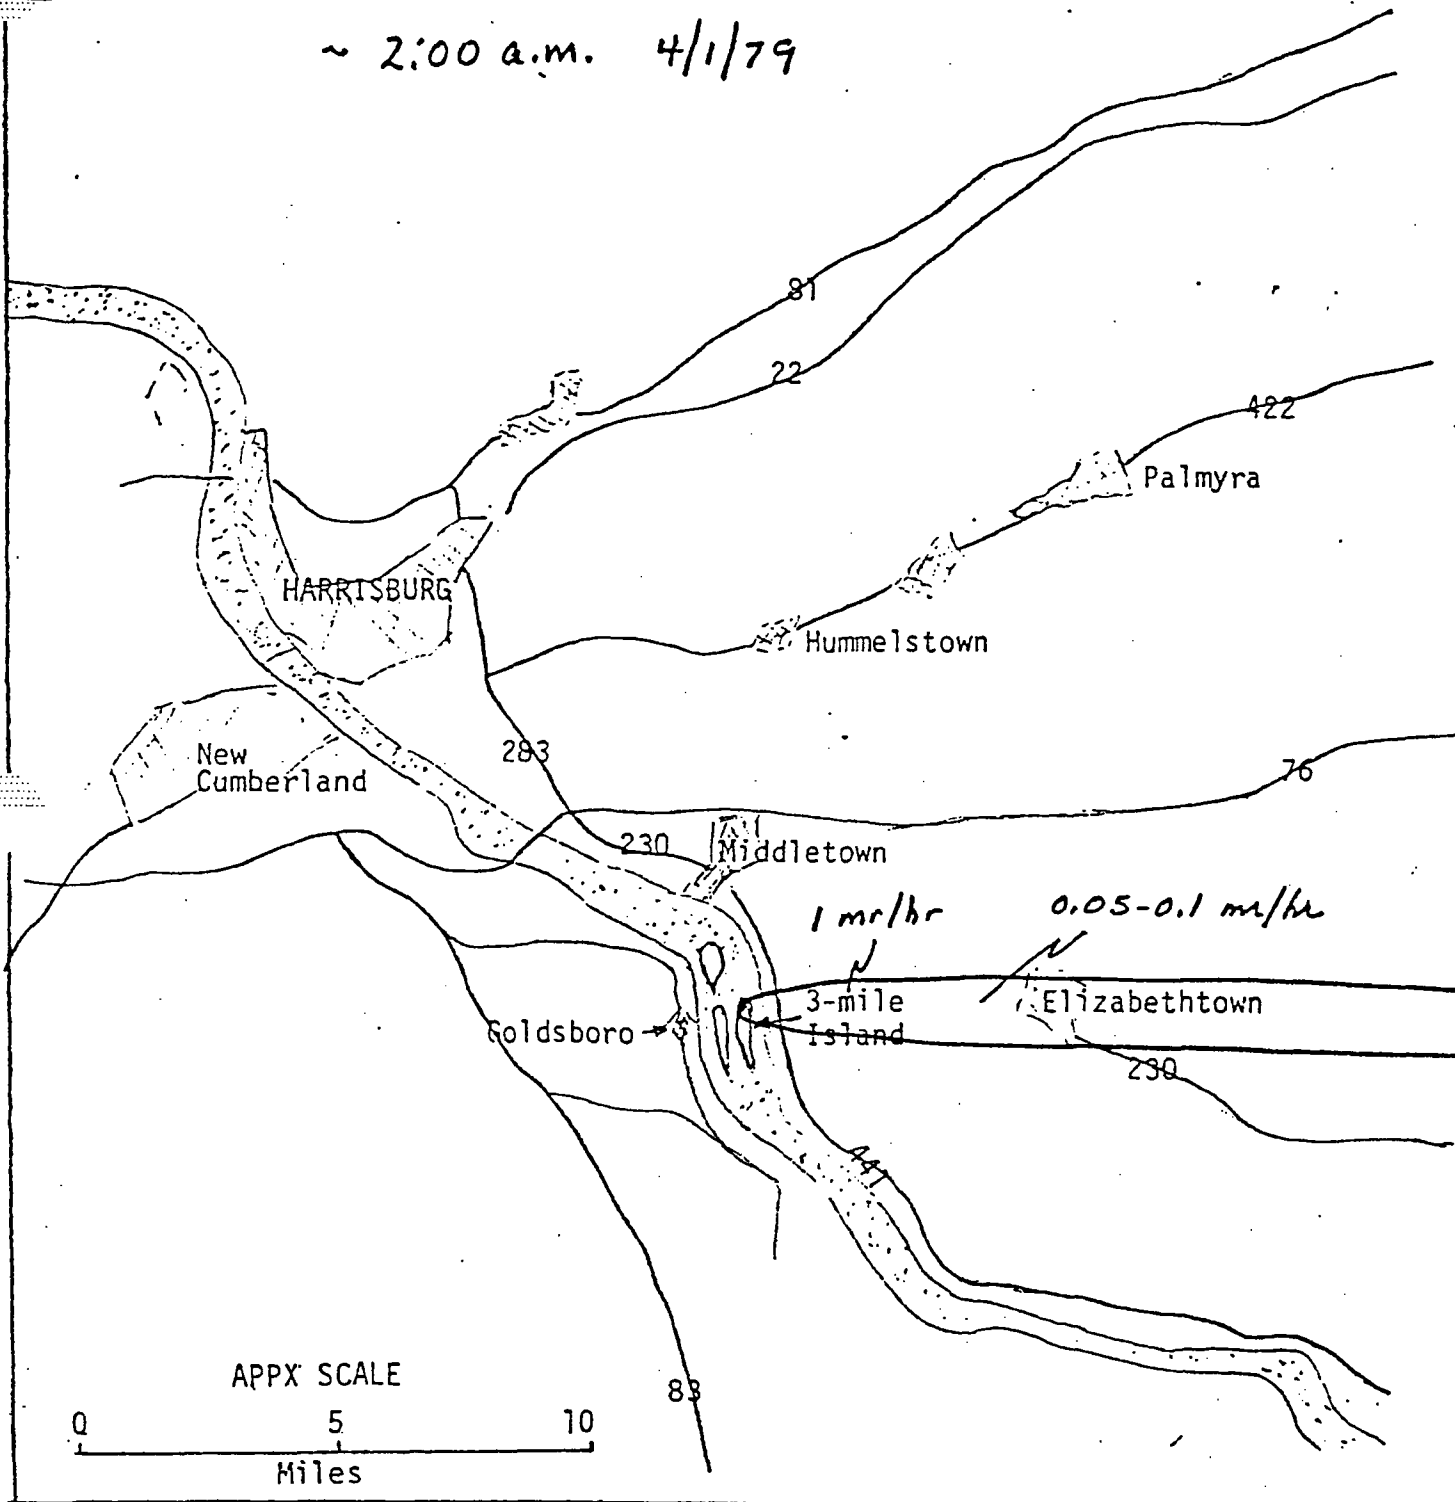 ~ 2:00 a.m. 4/1/79
81
22
422
Palmyra
HARRISBURG
Hummelstown
283
76
New
Cumberland
230
Middletown
1 mr/hr
0.05-0.1 mr/hr
3-mile
Island
Elizabethtown
Goldsboro
230
441
APPX SCALE
83
0 5 10
Miles